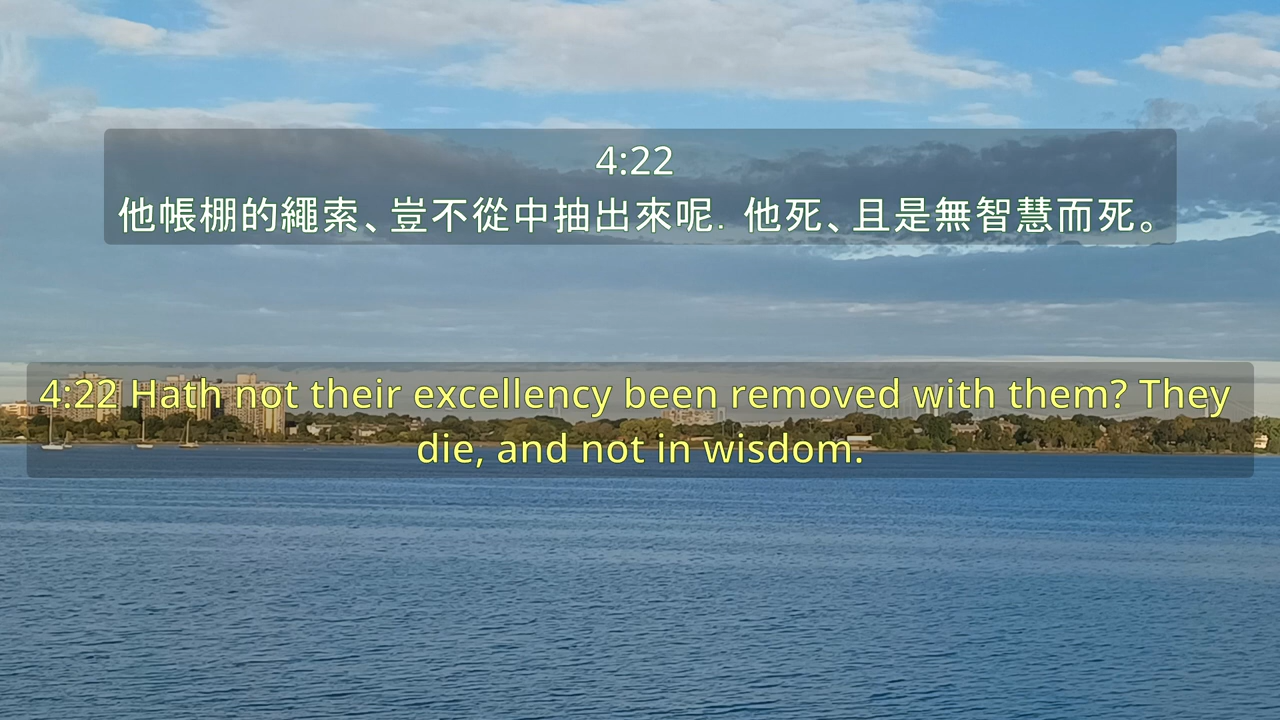 4:22
他帳棚的繩索、豈不從中抽出來呢. 他死、且是無智慧而死。
4:22 Hath not their excellency been removed with them? They
die, and not in wisdom.